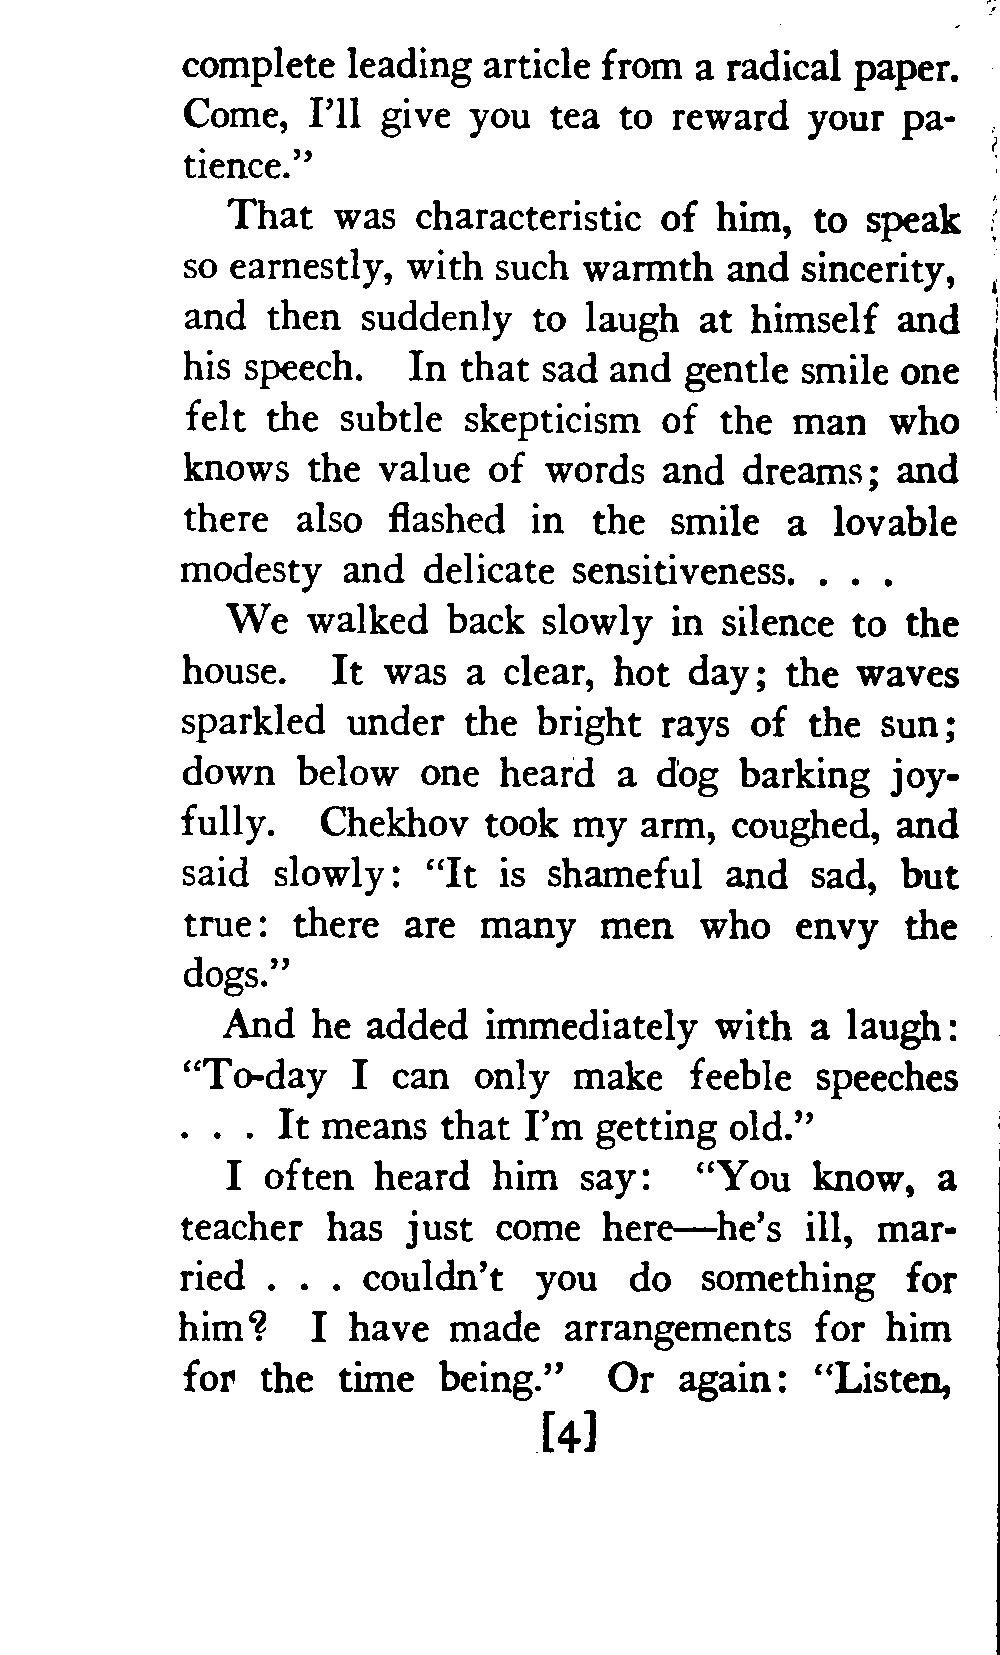 complete leading article from a radical paper.
Come, I'll give you tea to reward your pa-
tience."
That was characteristic of him, to speak
so earnestly, with such warmth and sincerity,
and then suddenly to laugh at himself and
his speech. In that sad and gentle smile one
felt the subtle skepticism of the man who
knows the value of words and dreams; and
there also flashed in the smile a lovable
modesty and delicate sensitiveness. . . .
We walked back slowly in silence to the
house. It was a clear, hot day; the waves
sparkled under the bright rays of the sun;
down below one heard a dog barking joy-
fully. Chekhov took my arm, coughed, and
said slowly: "It is shameful and sad, but
true: there are many men who envy the
dogs."
And he added immediately with a laugh:
"To-day I can only make feeble speeches
. . . It means that I'm getting old."
I often heard him say: "You know, a
teacher has just come here—he's ill, mar-
ried . . . couldn't you do something for
him? I have made arrangements for him
for the time being." Or again: "Listen,
[4]